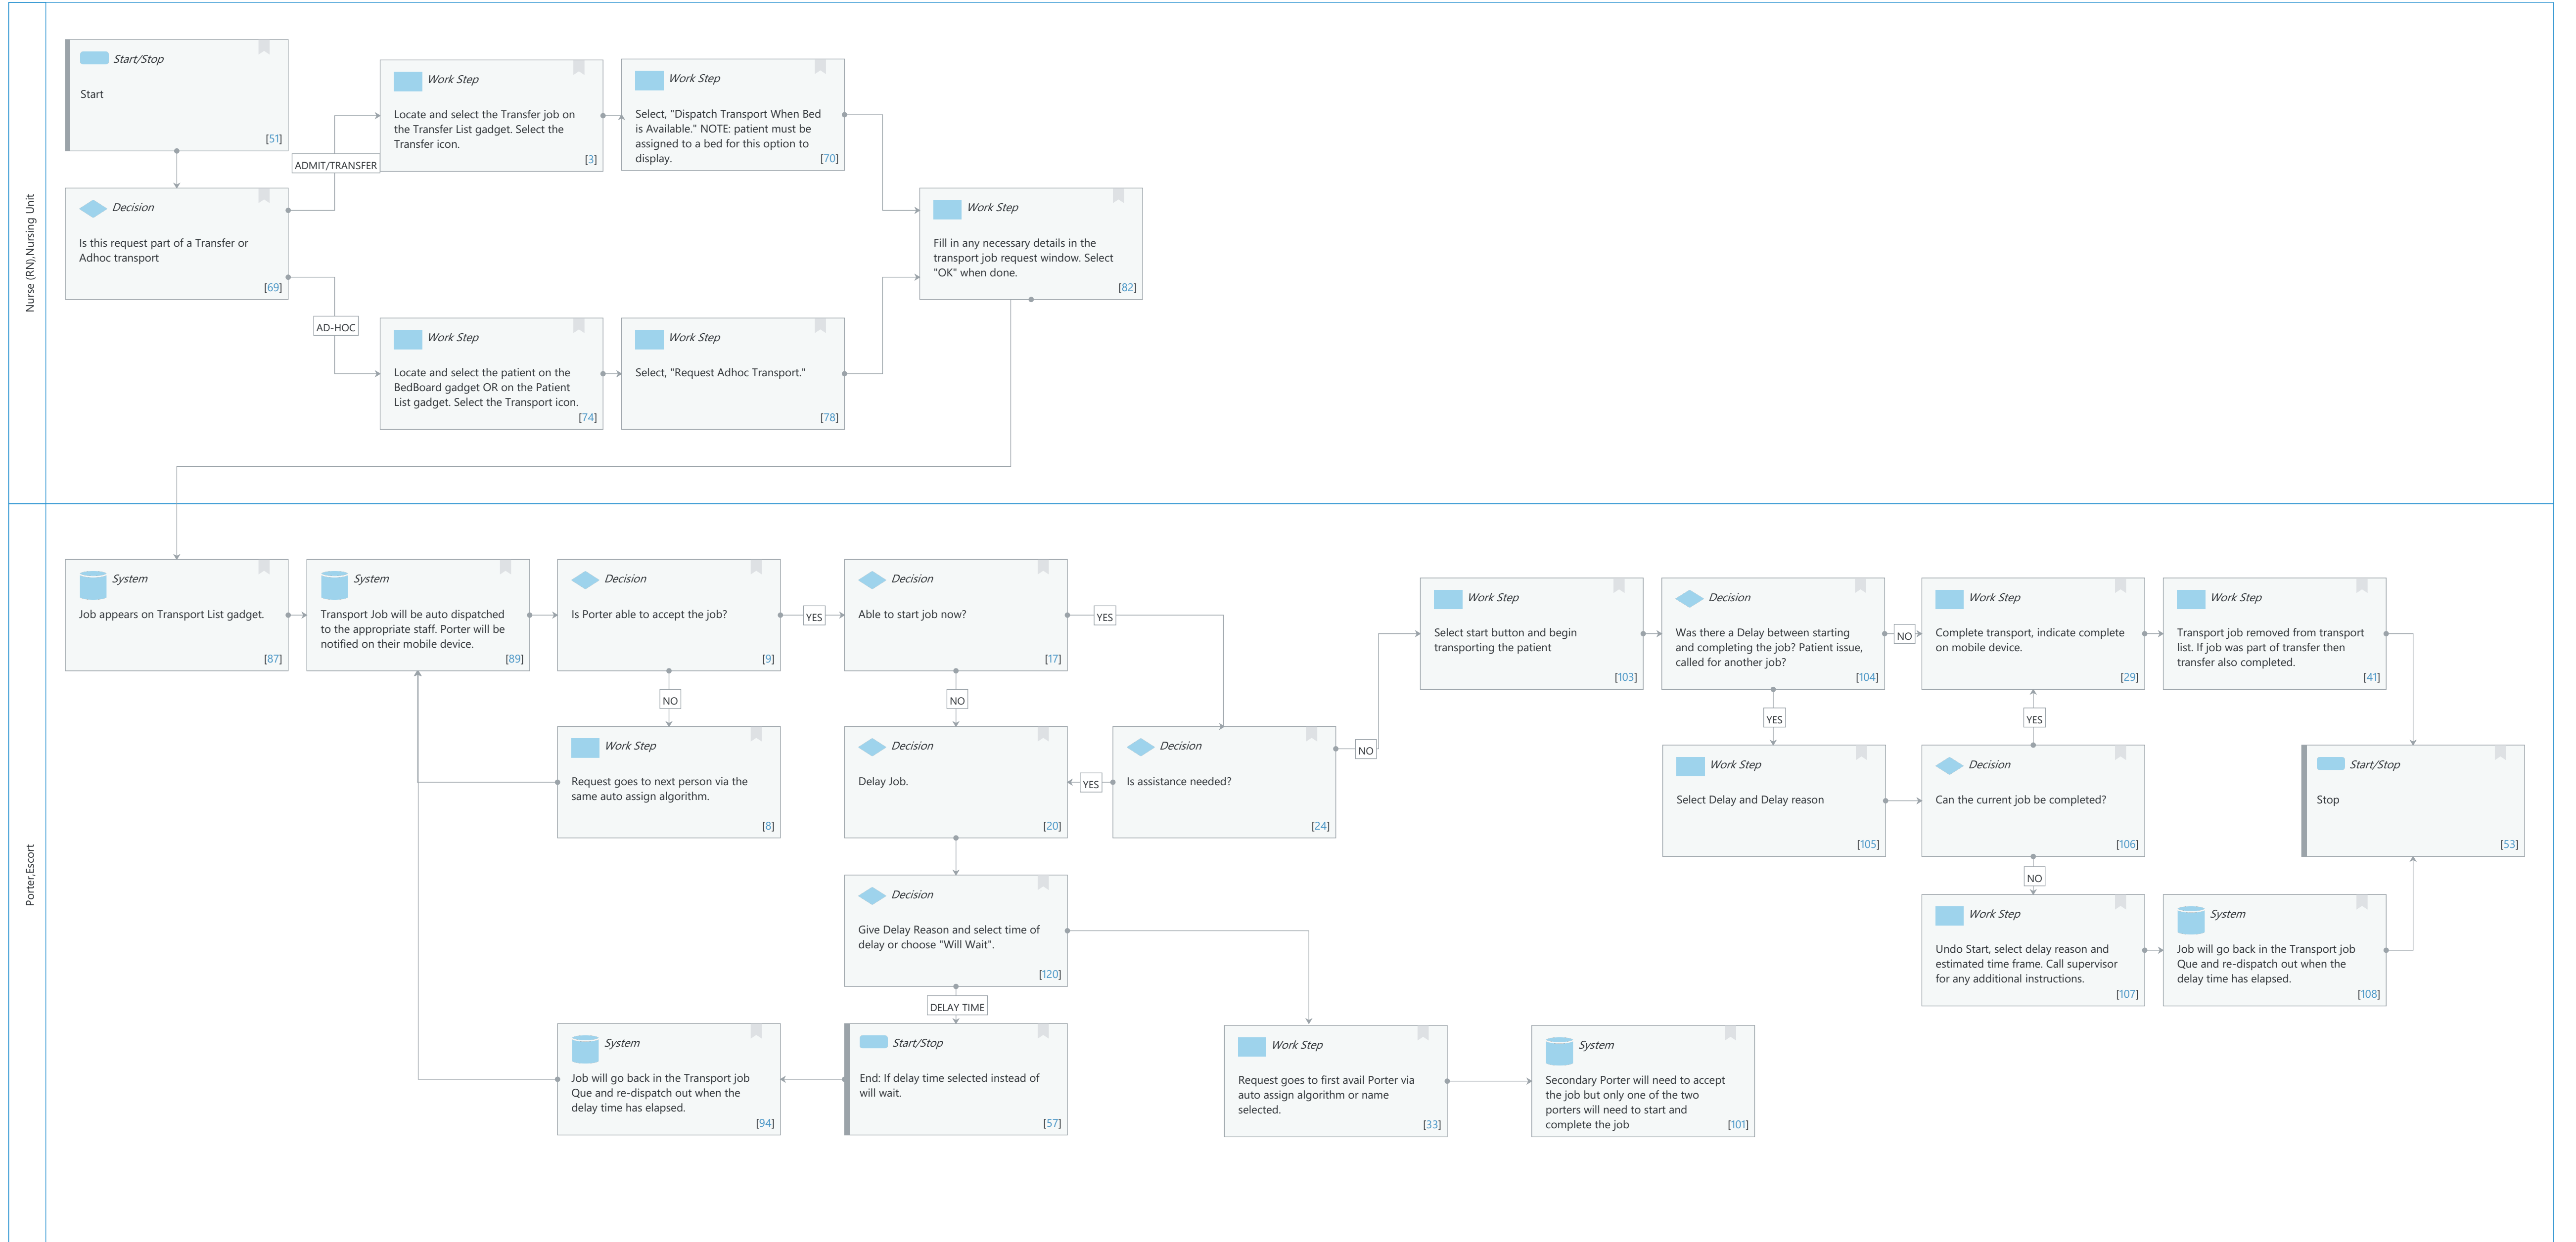 Nurse (RN),Nursing Unit
Start/Stop
Start
[51]
Decision
Is this request part of a Transfer or
Adhoc transport
[69]
ADMIT/TRANSFER
Work Step
Locate and select the Transfer job on
the Transfer List gadget. Select the
Transfer icon.
[3]
Work Step
Select, "Dispatch Transport When Bed
is Available." NOTE: patient must be
assigned to a bed for this option to
display.
[70]
AD-HOC
Work Step
Locate and select the patient on the
BedBoard gadget OR on the Patient
List gadget. Select the Transport icon.
[74]
Work Step
Select, "Request Adhoc Transport."
[78]
Work Step
Fill in any necessary details in the
transport job request window. Select
"OK" when done.
[82]
Porter,Escort
System
Job appears on Transport List gadget.
[87]
System
Transport Job will be auto dispatched
to the appropriate staff. Porter will be
notified on their mobile device.
[89]
Decision
Is Porter able to accept the job?
[9]
YES
Decision
Able to start job now?
[17]
YES
NO
Work Step
Request goes to next person via the
same auto assign algorithm.
[8]
NO
Decision
Delay Job.
[20]
YES
Decision
Is assistance needed?
[24]
NO
Work Step
Select start button and begin
transporting the patient
[103]
Decision
Was there a Delay between starting
and completing the job? Patient issue,
called for another job?
[104]
NO
Work Step
Complete transport, indicate complete
on mobile device.
[29]
Work Step
Transport job removed from transport
list. If job was part of transfer then
transfer also completed.
[41]
YES
YES
Work Step
Select Delay and Delay reason
[105]
Decision
Can the current job be completed?
[106]
Start/Stop
Stop
[53]
NO
Work Step
Undo Start, select delay reason and
estimated time frame. Call supervisor
for any additional instructions.
[107]
System
Job will go back in the Transport job
Que and re-dispatch out when the
delay time has elapsed.
[108]
Decision
Give Delay Reason and select time of
delay or choose "Will Wait".
[120]
DELAY TIME
System
Job will go back in the Transport job
Que and re-dispatch out when the
delay time has elapsed.
[94]
Start/Stop
End: If delay time selected instead of
will wait.
[57]
Work Step
Request goes to first avail Porter via
auto assign algorithm or name
selected.
[33]
System
Secondary Porter will need to accept
the job but only one of the two
porters will need to start and
complete the job
[101]